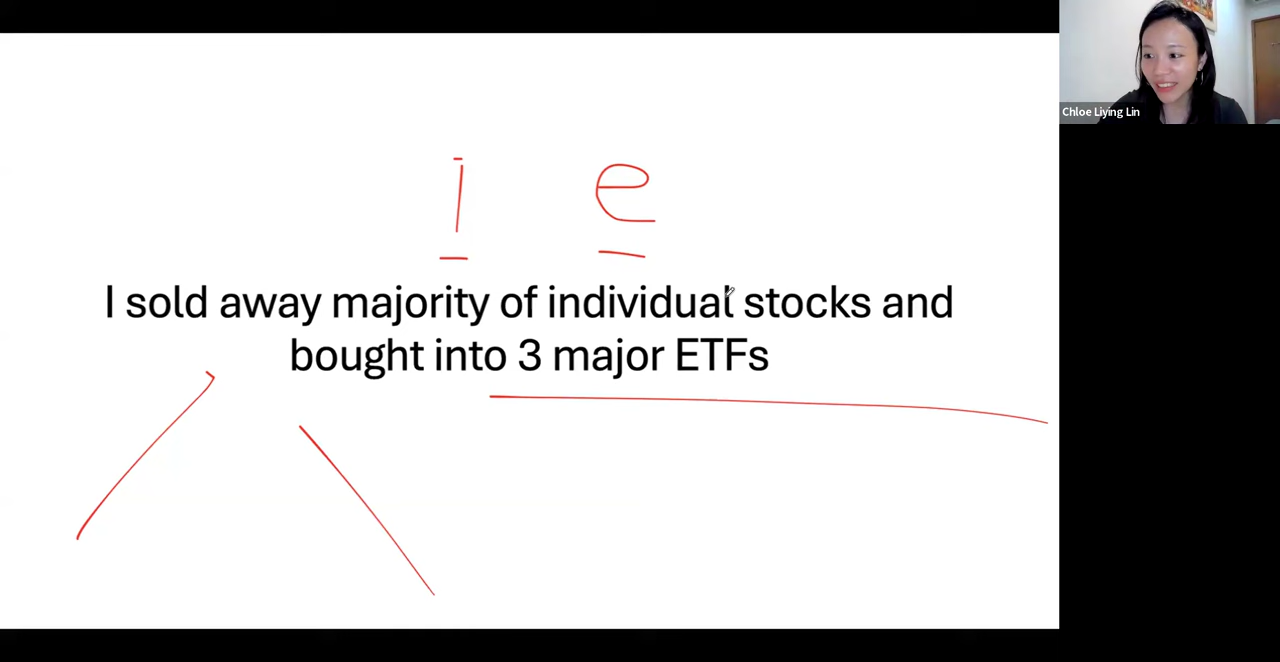 Chloe Liying Lin
i e
I sold away majority of individual stocks and
bought into 3 major ETFs